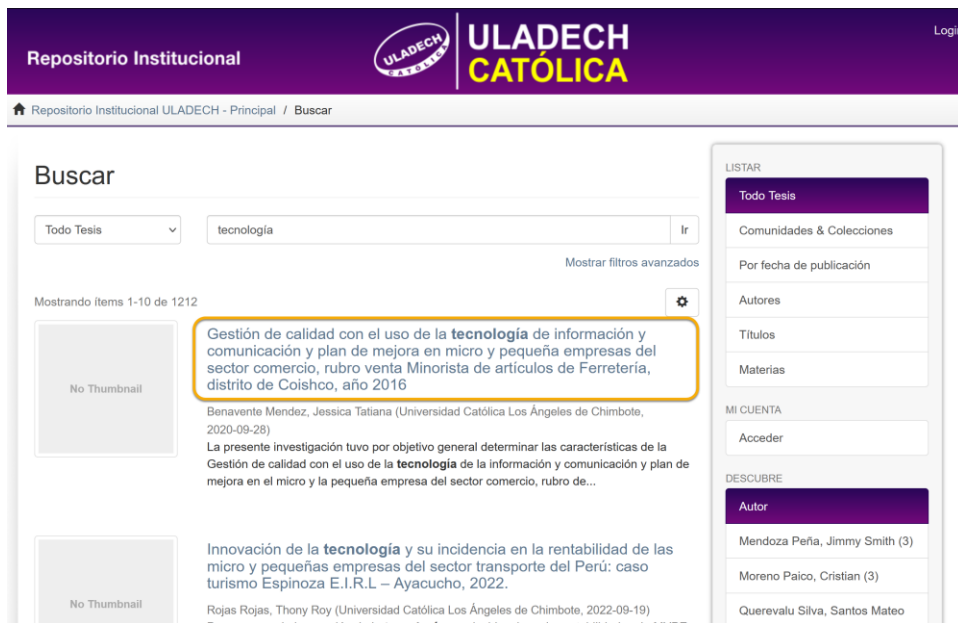 Repositorio Institucional
ULADECH
CATÓLICA
ULADECH
CATÓLICA
Repositorio Institucional ULADECH - Principal / Buscar
Buscar
Todo Tesis
tecnología
Ir
Mostrar filtros avanzados
Mostrando ítems 1-10 de 1212
No Thumbnail
Gestión de calidad con el uso de la tecnología de información y
comunicación y plan de mejora en micro y pequeña empresas del
sector comercio, rubro venta Minorista de artículos de Ferretería,
distrito de Coishco, año 2016
Benavente Mendez, Jessica Tatiana (Universidad Católica Los Ángeles de Chimbote,
2020-09-28)
La presente investigación tuvo por objetivo general determinar las características de la
Gestión de calidad con el uso de la tecnología de la información y comunicación y plan de
mejora en el micro y la pequeña empresa del sector comercio, rubro de...
No Thumbnail
Innovación de la tecnología y su incidencia en la rentabilidad de las
micro y pequeñas empresas del sector transporte del Perú: caso
turismo Espinoza E.I.R.L – Ayacucho, 2022.
Rojas Rojas, Thony Roy (Universidad Católica Los Ángeles de Chimbote, 2022-09-19)
LISTAR
Todo Tesis
Comunidades & Colecciones
Por fecha de publicación
Autores
Títulos
Materias
MI CUENTA
Acceder
DESCUBRE
Autor
Mendoza Peña, Jimmy Smith (3)
Moreno Paico, Cristian (3)
Querevalu Silva, Santos Mateo